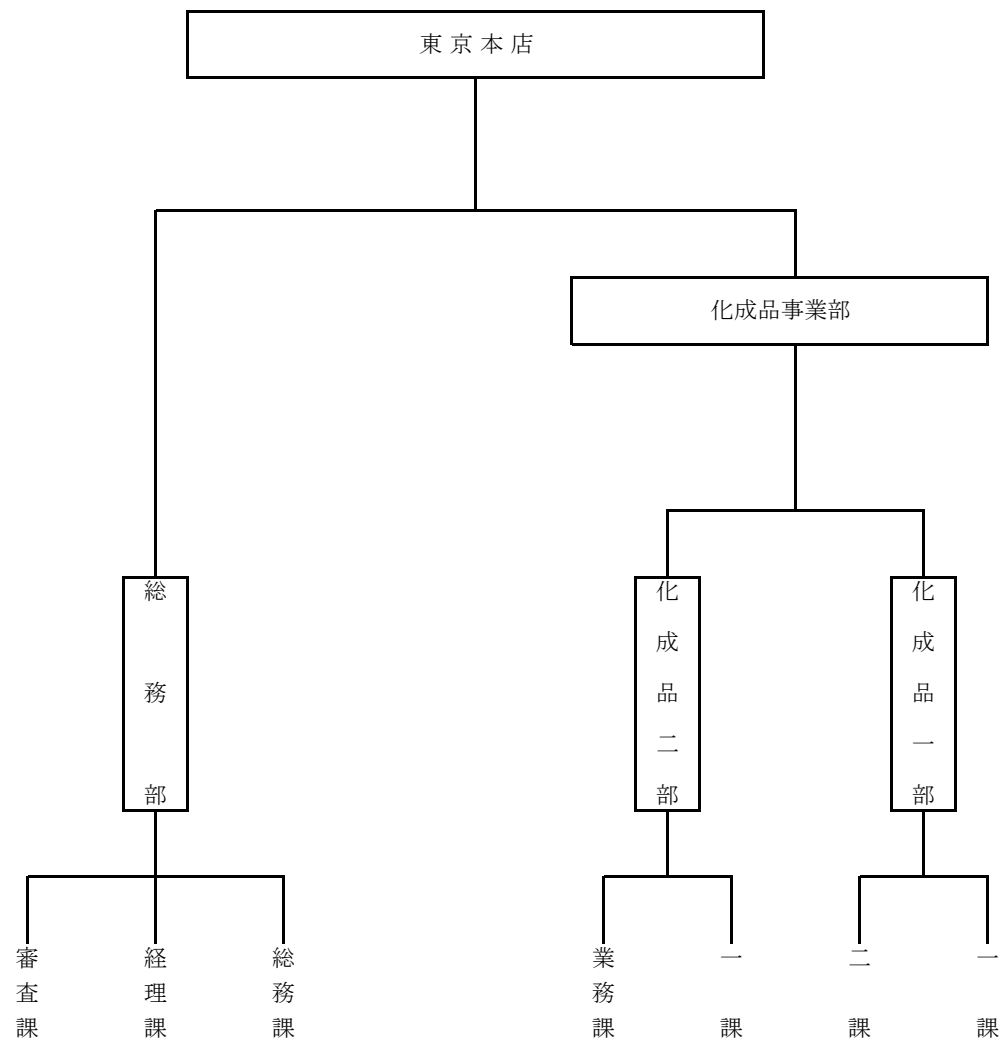 東京本店
化成品事業部
化成品一部
化成品二部
総務部
一課
二課
一課
業務課
総務課
経理課
審査課